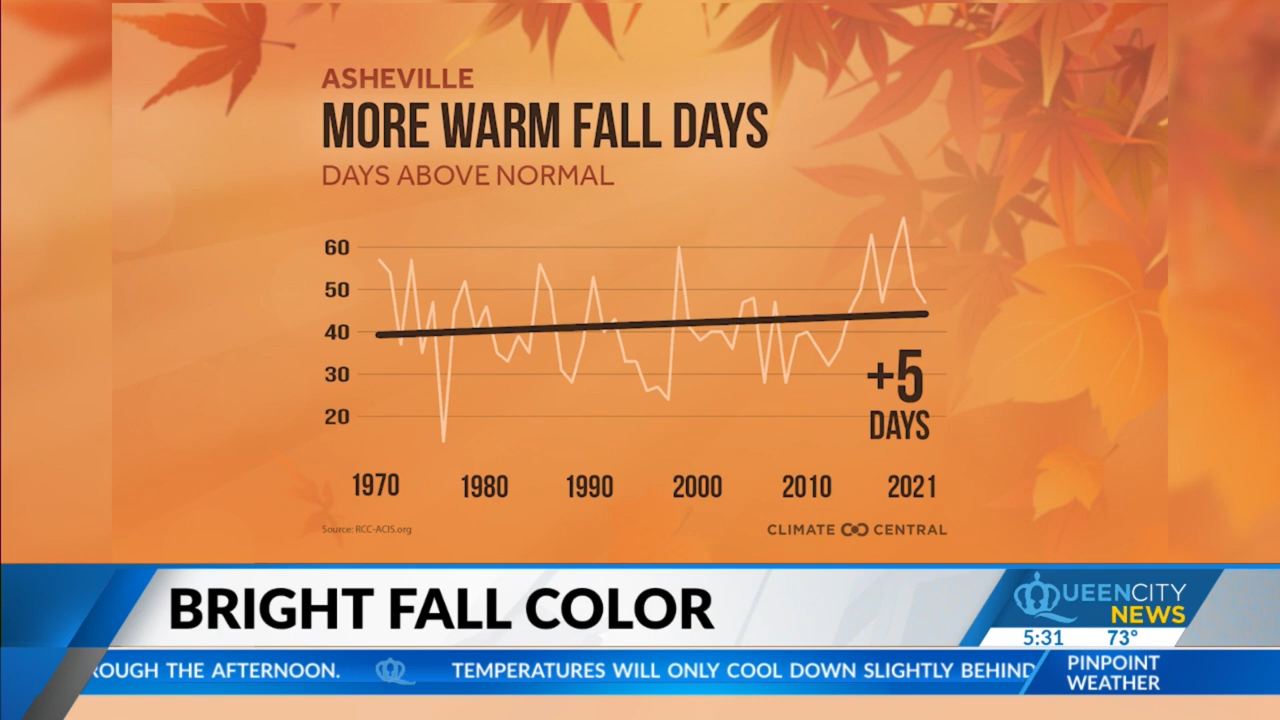 ASHEVILLE
MORE WARM FALL DAYS
DAYS ABOVE NORMAL
60
50
40
30
20
+5
DAYS
1970 1980 1990 2000 2010 2021
Source: RCC-ACIS.org
CLIMATE CENTRAL
BRIGHT FALL COLOR
QUEENCITY
NEWS
5:31 73°
ROUGH THE AFTERNOON. TEMPERATURES WILL ONLY COOL DOWN SLIGHTLY BEHIND
PINPOINT
WEATHER